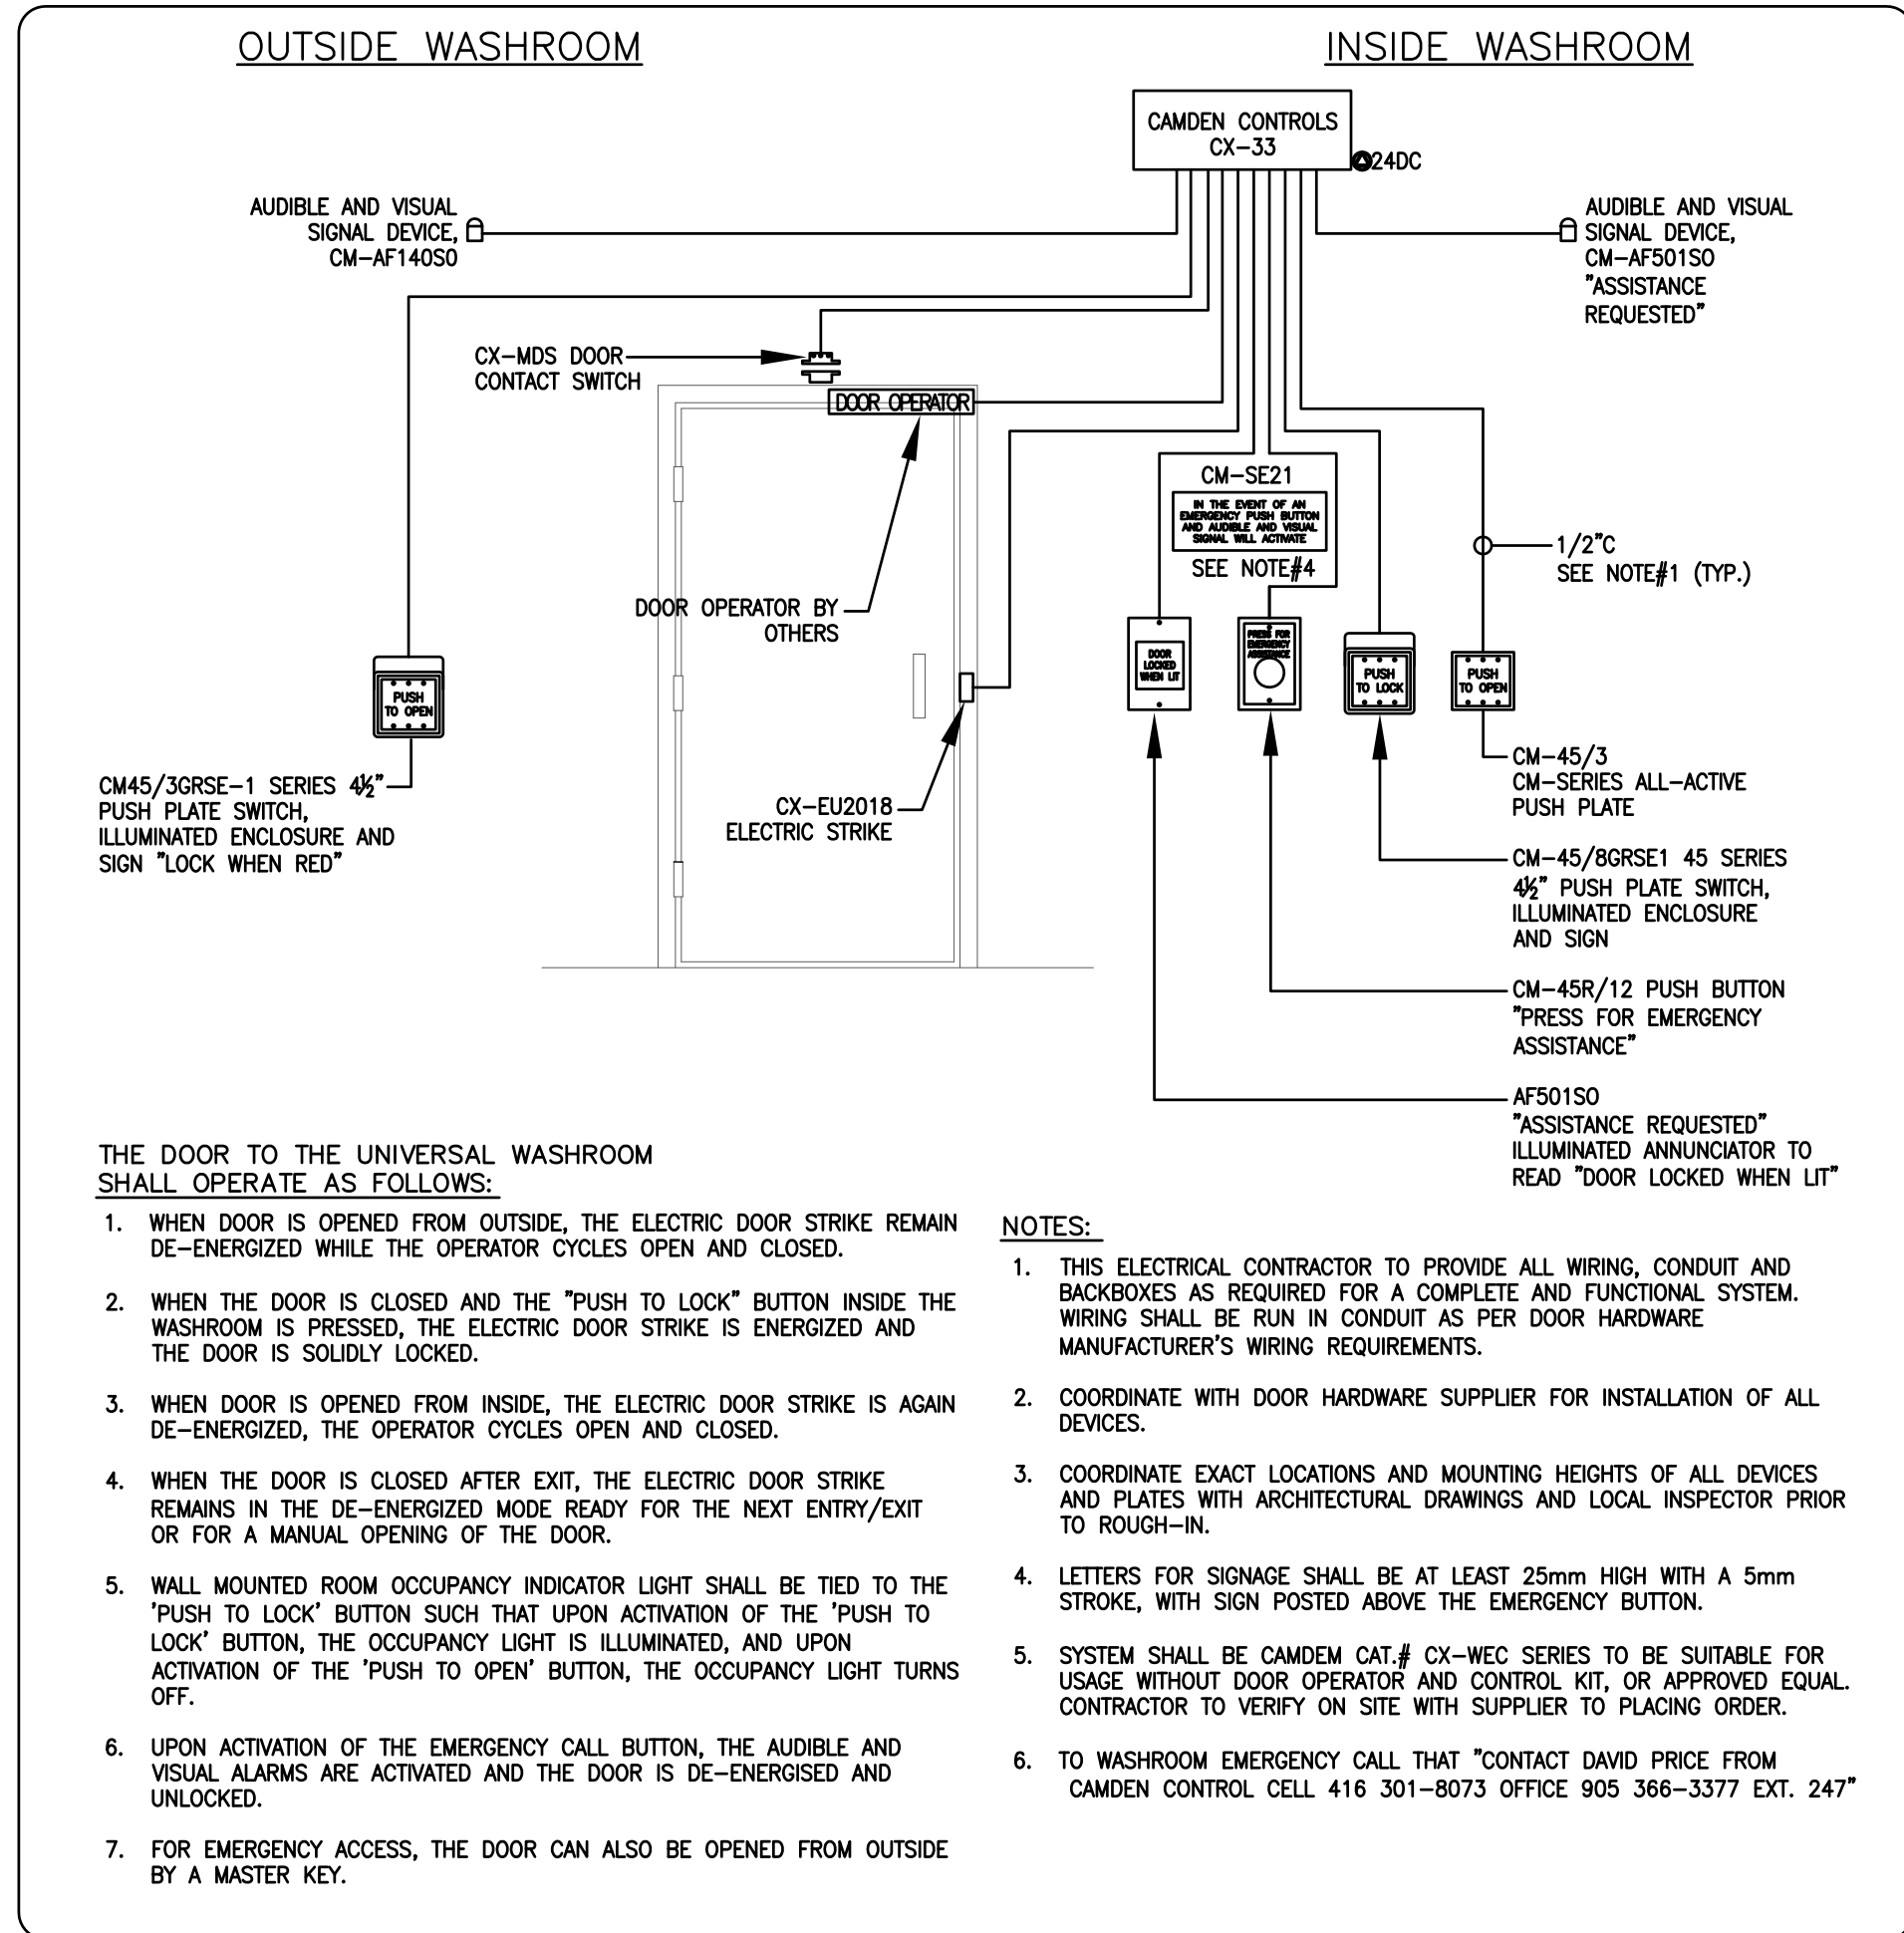 OUTSIDE WASHROOM
INSIDE WASHROOM
CAMDEN CONTROLS
CX-33
24DC
AUDIBLE AND VISUAL
SIGNAL DEVICE,
CM-AF140SO
AUDIBLE AND VISUAL
SIGNAL DEVICE,
CM-AF501SO
"ASSISTANCE
REQUESTED"
CX-MDS DOOR
CONTACT SWITCH
DOOR OPERATOR
CM-SE21
IN THE EVENT OF AN
EMERGENCY PUSH BUTTON
AND AUDIBLE AND VISUAL
SIGNAL WILL ACTIVATE
SEE NOTE#4
1/2"C
SEE NOTE#1 (TYP.)
DOOR OPERATOR BY
OTHERS
DOOR
LOCKED
WHEN LIT
PRESS FOR
EMERGENCY
ASSISTANCE
PUSH
TO LOCK
PUSH
TO OPEN
PUSH
TO OPEN
CM45/3GRSE-1 SERIES 4½"
PUSH PLATE SWITCH,
ILLUMINATED ENCLOSURE AND
SIGN "LOCK WHEN RED"
CX-EU2018
ELECTRIC STRIKE
CM-45/3
CM-SERIES ALL-ACTIVE
PUSH PLATE
CM-45/8GRSE1 45 SERIES
4½" PUSH PLATE SWITCH,
ILLUMINATED ENCLOSURE
AND SIGN
CM-45R/12 PUSH BUTTON
"PRESS FOR EMERGENCY
ASSISTANCE"
AF501SO
"ASSISTANCE REQUESTED"
ILLUMINATED ANNUNCIATOR TO
READ "DOOR LOCKED WHEN LIT"
THE DOOR TO THE UNIVERSAL WASHROOM
SHALL OPERATE AS FOLLOWS:
1. WHEN DOOR IS OPENED FROM OUTSIDE, THE ELECTRIC DOOR STRIKE REMAIN
DE-ENERGIZED WHILE THE OPERATOR CYCLES OPEN AND CLOSED.
2. WHEN THE DOOR IS CLOSED AND THE "PUSH TO LOCK" BUTTON INSIDE THE
WASHROOM IS PRESSED, THE ELECTRIC DOOR STRIKE IS ENERGIZED AND
THE DOOR IS SOLIDLY LOCKED.
3. WHEN DOOR IS OPENED FROM INSIDE, THE ELECTRIC DOOR STRIKE IS AGAIN
DE-ENERGIZED, THE OPERATOR CYCLES OPEN AND CLOSED.
4. WHEN THE DOOR IS CLOSED AFTER EXIT, THE ELECTRIC DOOR STRIKE
REMAINS IN THE DE-ENERGIZED MODE READY FOR THE NEXT ENTRY/EXIT
OR FOR A MANUAL OPENING OF THE DOOR.
5. WALL MOUNTED ROOM OCCUPANCY INDICATOR LIGHT SHALL BE TIED TO THE
'PUSH TO LOCK' BUTTON SUCH THAT UPON ACTIVATION OF THE 'PUSH TO
LOCK' BUTTON, THE OCCUPANCY LIGHT IS ILLUMINATED, AND UPON
ACTIVATION OF THE 'PUSH TO OPEN' BUTTON, THE OCCUPANCY LIGHT TURNS
OFF.
6. UPON ACTIVATION OF THE EMERGENCY CALL BUTTON, THE AUDIBLE AND
VISUAL ALARMS ARE ACTIVATED AND THE DOOR IS DE-ENERGISED AND
UNLOCKED.
7. FOR EMERGENCY ACCESS, THE DOOR CAN ALSO BE OPENED FROM OUTSIDE
BY A MASTER KEY.
NOTES:
1. THIS ELECTRICAL CONTRACTOR TO PROVIDE ALL WIRING, CONDUIT AND
BACKBOXES AS REQUIRED FOR A COMPLETE AND FUNCTIONAL SYSTEM.
WIRING SHALL BE RUN IN CONDUIT AS PER DOOR HARDWARE
MANUFACTURER'S WIRING REQUIREMENTS.
2. COORDINATE WITH DOOR HARDWARE SUPPLIER FOR INSTALLATION OF ALL
DEVICES.
3. COORDINATE EXACT LOCATIONS AND MOUNTING HEIGHTS OF ALL DEVICES
AND PLATES WITH ARCHITECTURAL DRAWINGS AND LOCAL INSPECTOR PRIOR
TO ROUGH-IN.
4. LETTERS FOR SIGNAGE SHALL BE AT LEAST 25mm HIGH WITH A 5mm
STROKE, WITH SIGN POSTED ABOVE THE EMERGENCY BUTTON.
5. SYSTEM SHALL BE CAMDEM CAT.# CX-WEC SERIES TO BE SUITABLE FOR
USAGE WITHOUT DOOR OPERATOR AND CONTROL KIT, OR APPROVED EQUAL.
CONTRACTOR TO VERIFY ON SITE WITH SUPPLIER TO PLACING ORDER.
6. TO WASHROOM EMERGENCY CALL THAT "CONTACT DAVID PRICE FROM
CAMDEN CONTROL CELL 416 301-8073 OFFICE 905 366-3377 EXT. 247"